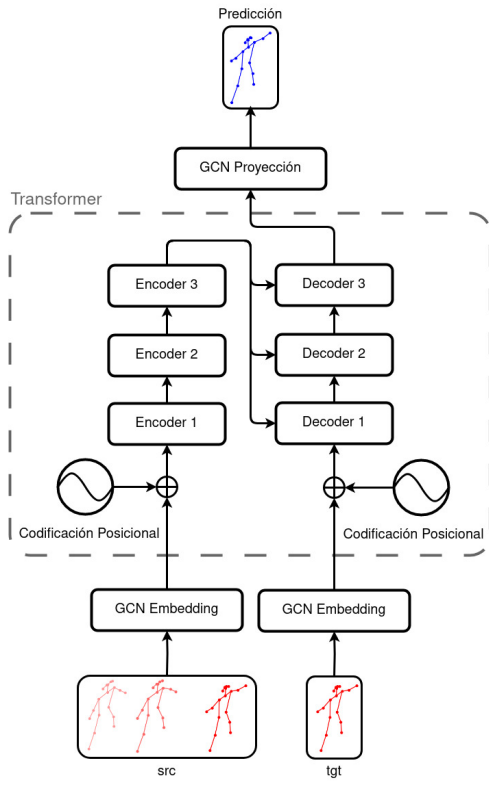 Predicción
GCN Proyección
Transformer
Encoder 3
Decoder 3
Encoder 2
Decoder 2
Encoder 1
Decoder 1
Codificación Posicional
Codificación Posicional
GCN Embedding
GCN Embedding
src
tgt